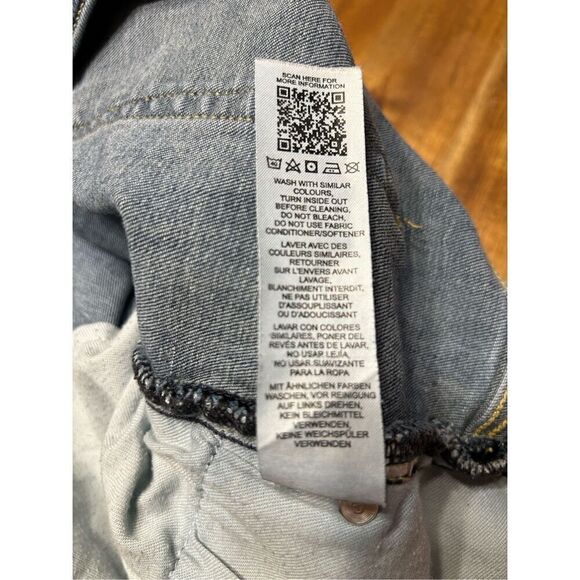 SCAN HERE FOR
MORE INFORMATION
40
WASH WITH SIMILAR
COLOURS,
TURN INSIDE OUT
BEFORE CLEANING,
DO NOT BLEACH,
DO NOT USE FABRIC
CONDITIONER/SOFTENER
LAVER AVEC DES
COULEURS SIMILAIRES,
RETOURNER
SUR L'ENVERS AVANT
LAVAGE,
BLANCHIMENT INTERDIT,
NE PAS UTILISER
D'ASSOUPLISSANT
OU D'ADOUCISSANT
LAVAR CON COLORES
SIMILARES, PONER DEL
REVÉS ANTES DE LAVAR,
NO USAR LEJÍA,
NO USAR SUAVIZANTE
PARA LA ROPA
MIT ÄHNLICHEN FARBEN
WASCHEN, VOR REINIGUNG
AUF LINKS DREHEN,
KEIN BLEICHMITTEL
VERWENDEN,
KEINE WEICHSPÜLER
VERWENDEN